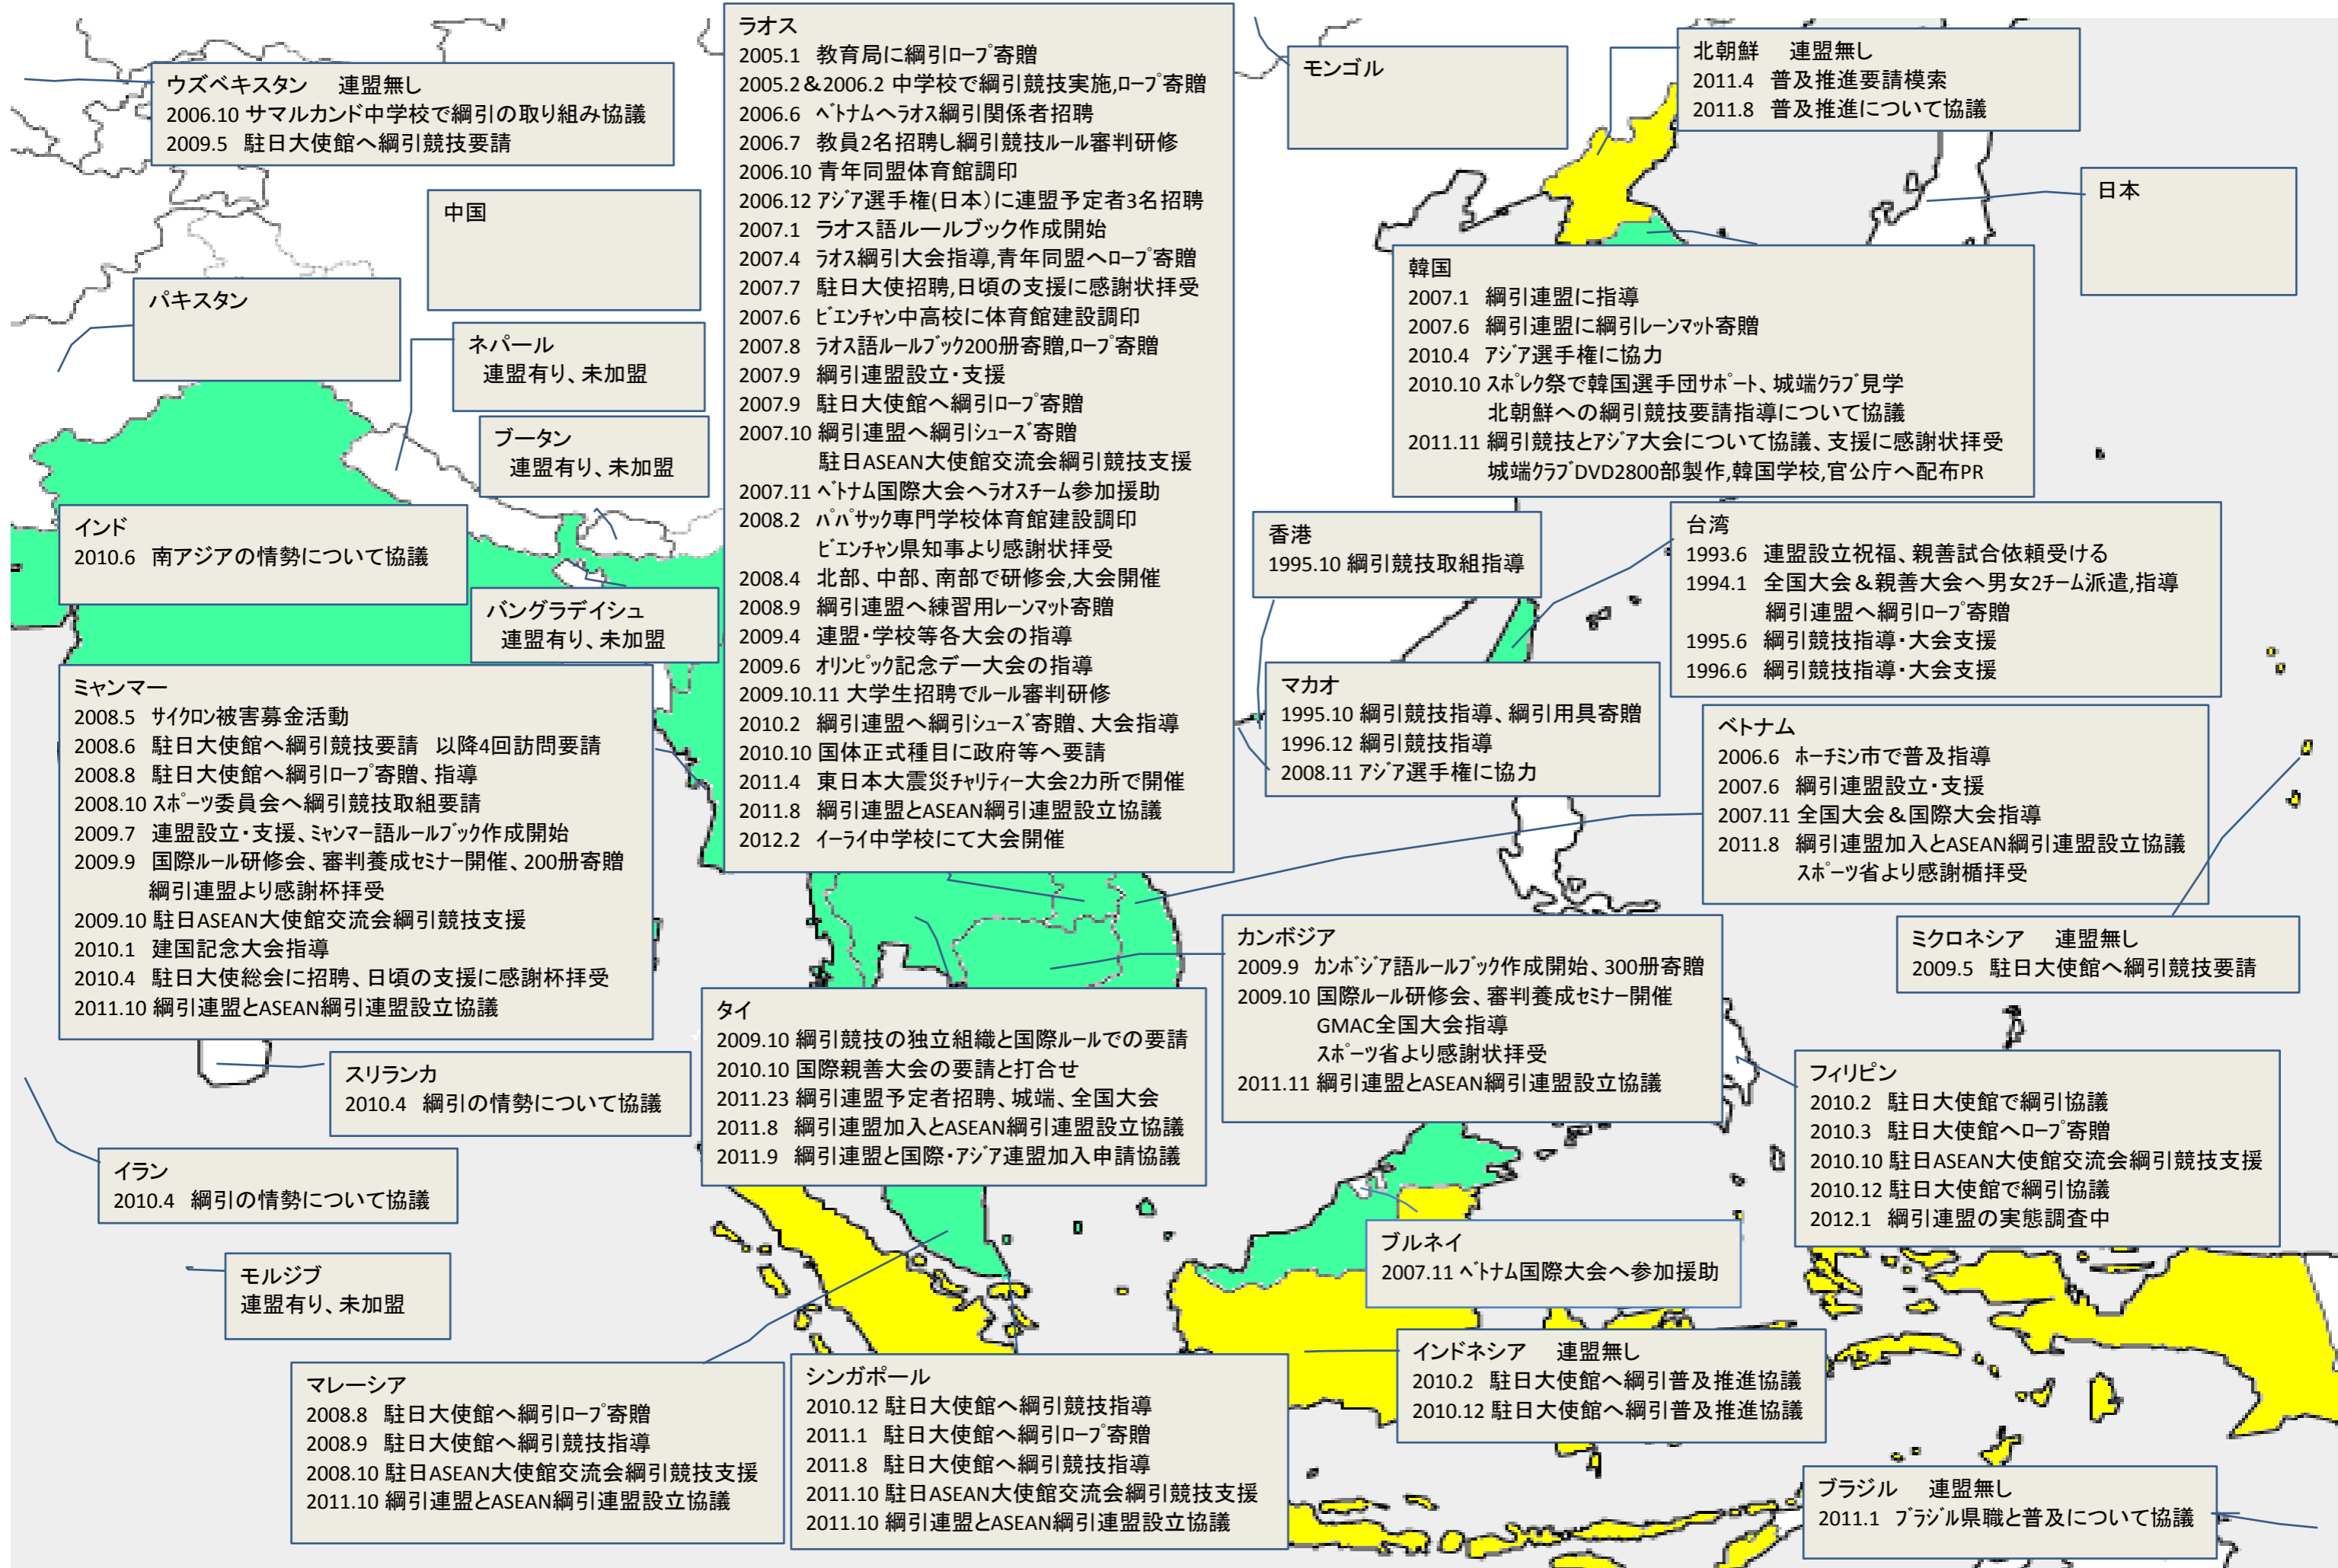 ウズベキスタン　連盟無し
2006.10 サマルカンド中学校で綱引の取り組み協議
2009.5 駐日大使館へ綱引競技要請
中国
パキスタン
ネパール
連盟有り、未加盟
ブータン
連盟有り、未加盟
インド
2010.6 南アジアの情勢について協議
バングラデイシュ
連盟有り、未加盟
ミャンマー
2008.5 サイクロン被害募金活動
2008.6 駐日大使館へ綱引競技要請　以降4回訪問要請
2008.8 駐日大使館へ綱引ロープ寄贈、指導
2008.10 スポーツ委員会へ綱引競技取組要請
2009.7 連盟設立・支援、ミャンマー語ルールブック作成開始
2009.9 国際ルール研修会、審判養成セミナー開催、200册寄贈
綱引連盟より感謝杯拝受
2009.10 駐日ASEAN大使館交流会綱引競技支援
2010.1 建国記念大会指導
2010.4 駐日大使総会に招聘、日頃の支援に感謝杯拝受
2011.10 綱引連盟とASEAN綱引連盟設立協議
スリランカ
2010.4 綱引の情勢について協議
イラン
2010.4 綱引の情勢について協議
モルジブ
連盟有り、未加盟
マレーシア
2008.8 駐日大使館へ綱引ロープ寄贈
2008.9 駐日大使館へ綱引競技指導
2008.10 駐日ASEAN大使館交流会綱引競技支援
2011.10 綱引連盟とASEAN綱引連盟設立協議
ラオス
2005.1 教育局に綱引ロープ寄贈
2005.2＆2006.2 中学校で綱引競技実施,ロープ寄贈
2006.6 ベトナムへラオス綱引関係者招聘
2006.7 教員2名招聘し綱引競技ルール審判研修
2006.10 青年同盟体育館調印
2006.12 アジア選手権(日本）に連盟予定者3名招聘
2007.1 ラオス語ルールブック作成開始
2007.4 ラオス綱引大会指導,青年同盟へロープ寄贈
2007.7 駐日大使招聘,日頃の支援に感謝状拝受
2007.6 ビエンチャン中高校に体育館建設調印
2007.8 ラオス語ルールブック200册寄贈,ロープ寄贈
2007.9 綱引連盟設立・支援
2007.9 駐日大使館へ綱引ロープ寄贈
2007.10 綱引連盟へ綱引シューズ寄贈
駐日ASEAN大使館交流会綱引競技支援
2007.11 ベトナム国際大会へラオスチーム参加援助
2008.2 パパサック専門学校体育館建設調印
ビエンチャン県知事より感謝状拝受
2008.4 北部、中部、南部で研修会,大会開催
2008.9 綱引連盟へ練習用レーンマット寄贈
2009.4 連盟・学校等各大会の指導
2009.6 オリンピック記念デー大会の指導
2009.10.11 大学生招聘でルール審判研修
2010.2 綱引連盟へ綱引シューズ寄贈、大会指導
2010.10 国体正式種目に政府等へ要請
2011.4 東日本大震災チャリティー大会2カ所で開催
2011.8 綱引連盟とASEAN綱引連盟設立協議
2012.2 イーライ中学校にて大会開催
タイ
2009.10 綱引競技の独立組織と国際ルールでの要請
2010.10 国際親善大会の要請と打合せ
2011.23 綱引連盟予定者招聘、城端、全国大会
2011.8 綱引連盟加入とASEAN綱引連盟設立協議
2011.9 綱引連盟と国際・アジア連盟加入申請協議
シンガポール
2010.12 駐日大使館へ綱引競技指導
2011.1 駐日大使館へ綱引ロープ寄贈
2011.8 駐日大使館へ綱引競技指導
2011.10 駐日ASEAN大使館交流会綱引競技支援
2011.10 綱引連盟とASEAN綱引連盟設立協議
モンゴル
北朝鮮　連盟無し
2011.4 普及推進要請模索
2011.8 普及推進について協議
日本
韓国
2007.1 綱引連盟に指導
2007.6 綱引連盟に綱引レーンマット寄贈
2010.4 アジア選手権に協力
2010.10 スポレク祭で韓国選手団サポート、城端クラブ見学
北朝鮮への綱引競技要請指導について協議
2011.11 綱引競技とアジア大会について協議、支援に感謝状拝受
城端クラブDVD2800部製作,韓国学校,官公庁へ配布PR
香港
1995.10 綱引競技取組指導
台湾
1993.6 連盟設立祝福、親善試合依頼受ける
1994.1 全国大会＆親善大会へ男女2チーム派遣,指導
綱引連盟へ綱引ロープ寄贈
1995.6 綱引競技指導・大会支援
1996.6 綱引競技指導・大会支援
マカオ
1995.10 綱引競技指導、綱引用具寄贈
1996.12 綱引競技指導
2008.11 アジア選手権に協力
ベトナム
2006.6 ホーチミン市で普及指導
2007.6 綱引連盟設立・支援
2007.11 全国大会＆国際大会指導
2011.8 綱引連盟加入とASEAN綱引連盟設立協議
スポーツ省より感謝楯拝受
カンボジア
2009.9 カンボジア語ルールブック作成開始、300册寄贈
2009.10 国際ルール研修会、審判養成セミナー開催
GMAC全国大会指導
スポーツ省より感謝状拝受
2011.11 綱引連盟とASEAN綱引連盟設立協議
ミクロネシア　連盟無し
2009.5 駐日大使館へ綱引競技要請
フィリピン
2010.2 駐日大使館で綱引協議
2010.3 駐日大使館へロープ寄贈
2010.10 駐日ASEAN大使館交流会綱引競技支援
2010.12 駐日大使館で綱引協議
2012.1 綱引連盟の実態調査中
ブルネイ
2007.11 ベトナム国際大会へ参加援助
インドネシア　連盟無し
2010.2 駐日大使館へ綱引普及推進協議
2010.12 駐日大使館へ綱引普及推進協議
ブラジル　連盟無し
2011.1 ブラジル県職と普及について協議